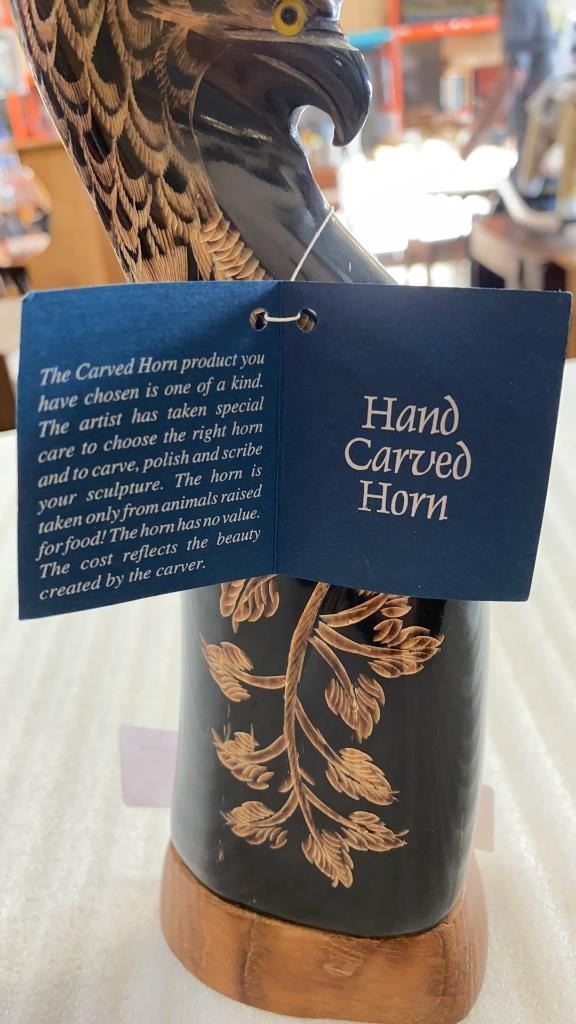 The Carved Horn product you
have chosen is one of a kind.
The artist has taken special
care to choose the right horn
and to carve, polish and scribe
your sculpture. The horn is
taken only from animals raised
for food! The horn has no value.
The cost reflects the beauty
created by the carver.
Hand
Carved
Horn